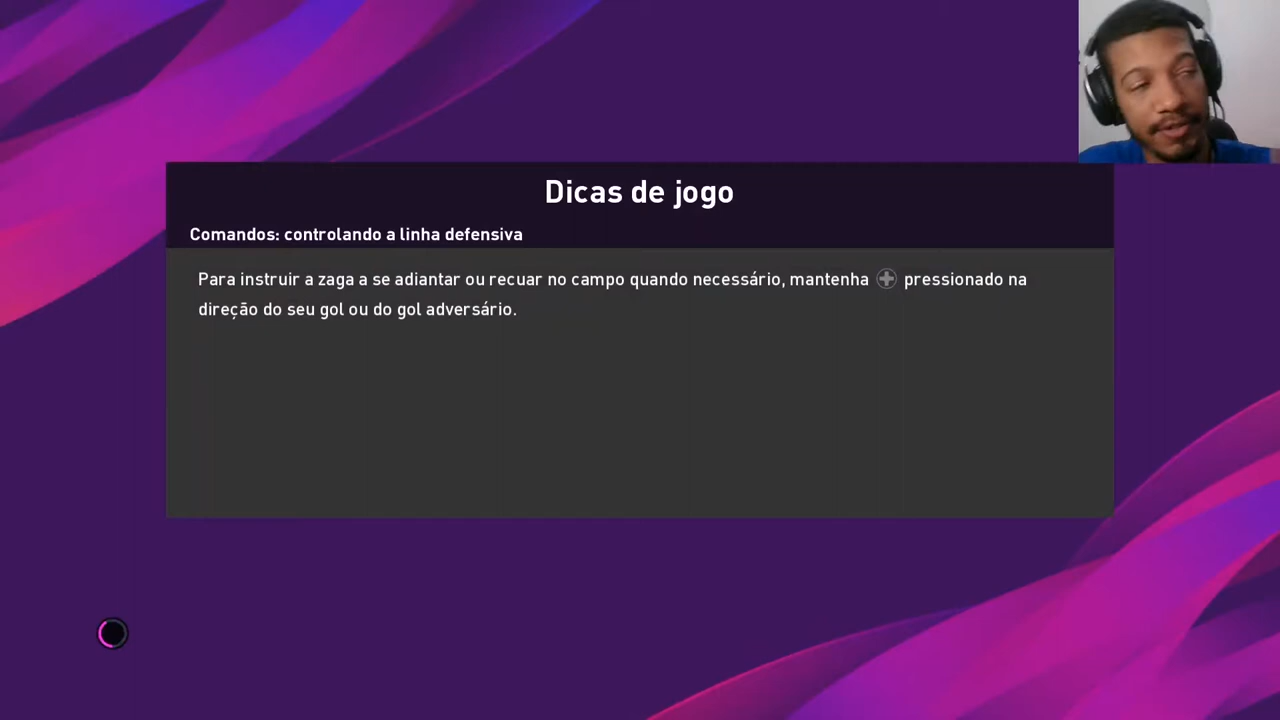 Dicas de jogo
Comandos: controlando a linha defensiva
Para instruir a zaga a se adiantar ou recuar no campo quando necessário, mantenha pressionado na
direção do seu gol ou do gol adversário.